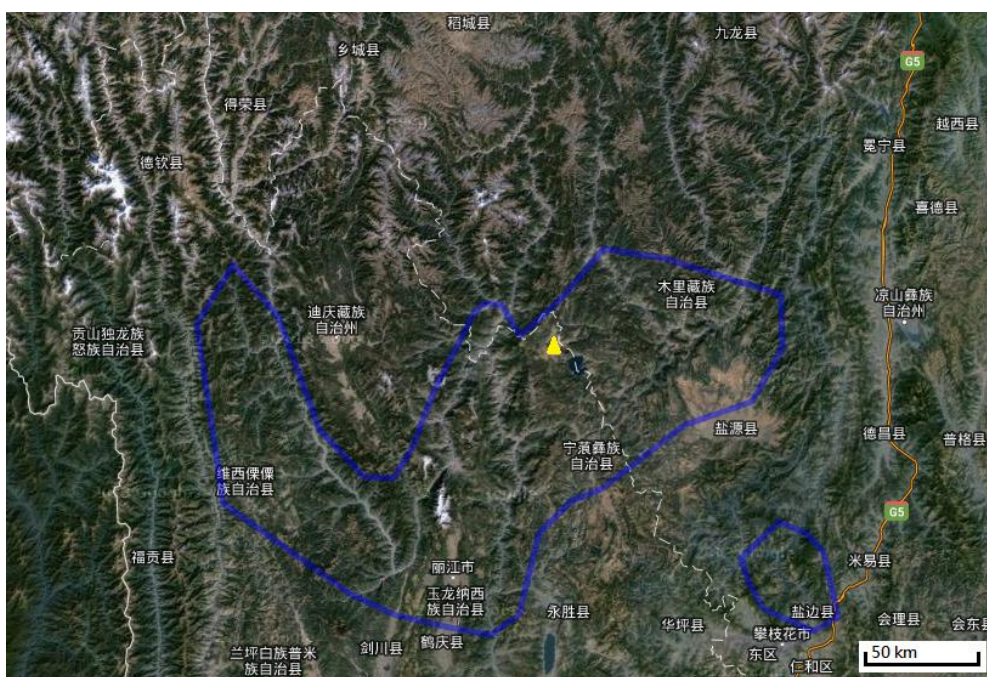 稻城县
乡城县
九龙县
G5
得荣县
越西县
冕宁县
德钦县
喜德县
木里藏族
自治县
凉山彝族
自治州
迪庆藏族
自治州
贡山独龙族
怒族自治县
盐源县
德昌县
普格县
宁蒗彝族
自治县
维西傈僳
族自治县
G5
福贡县
米易县
丽江市
玉龙纳西
族自治县
永胜县
盐边县
华坪县
会理县
会东县
攀枝花市
东区
仁和区
鹤庆县
剑川县
兰坪白族普米
族自治县
50 km